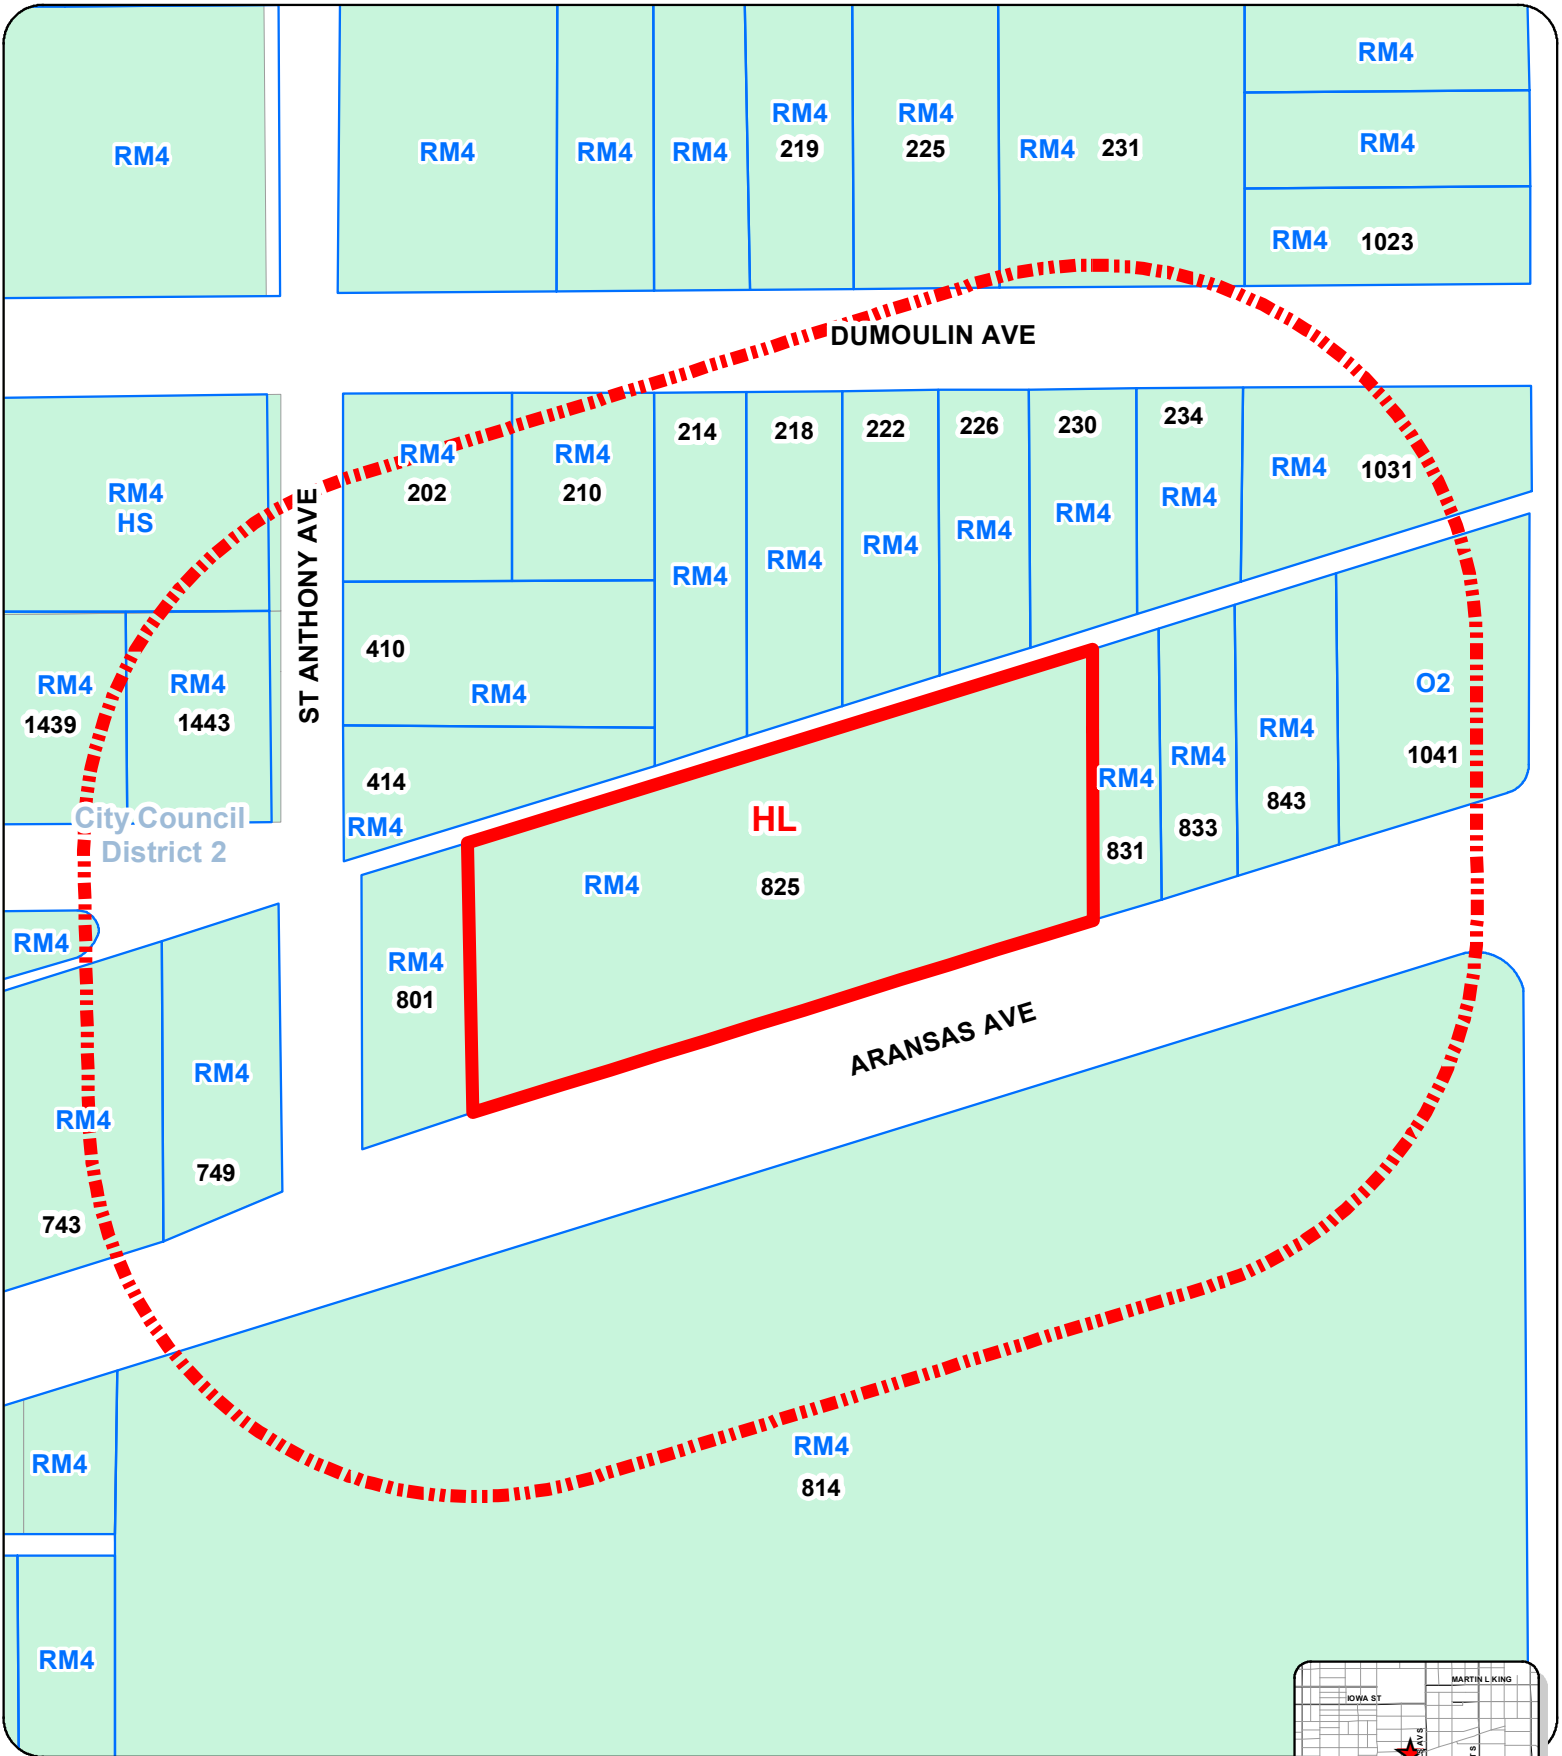 RM4
RM4
RM4
RM4
RM4
219
RM4
225
RM4 231
RM4
RM4
RM4 1023
DUMOULIN AVE
RM4
HS
ST ANTHONY AVE
RM4
202
RM4
210
214
RM4
218
RM4
222
RM4
226
RM4
230
RM4
234
RM4
RM4 1031
410
RM4
414
RM4
RM4
1439
RM4
1443
City Council
District 2
HL
RM4 825
RM4
831
RM4
833
RM4
843
O2
1041
RM4
801
ARANSAS AVE
RM4
RM4
743
RM4
749
RM4
814
RM4
RM4
MARTIN L KING
IOWA ST